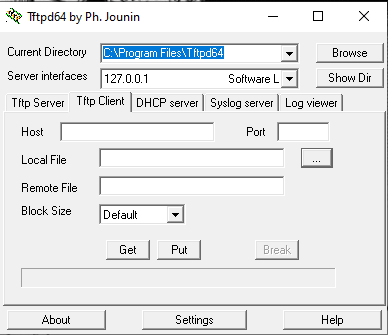 Tftpd64 by Ph. Jounin
Current Directory C:\Program Files\Tftpd64 Browse
Server interfaces 127.0.0.1 Software L Show Dir
Tftp Server Tftp Client DHCP server Syslog server Log viewer
Host Port
Local File ...
Remote File
Block Size Default
Get Put Break
About Settings Help